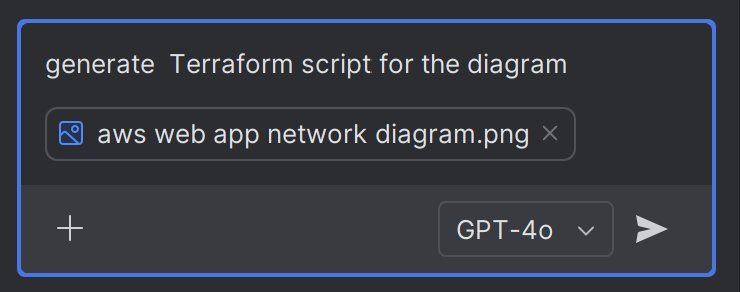 generate  Terraform script for the diagram
aws web app network diagram.png
GPT-4o